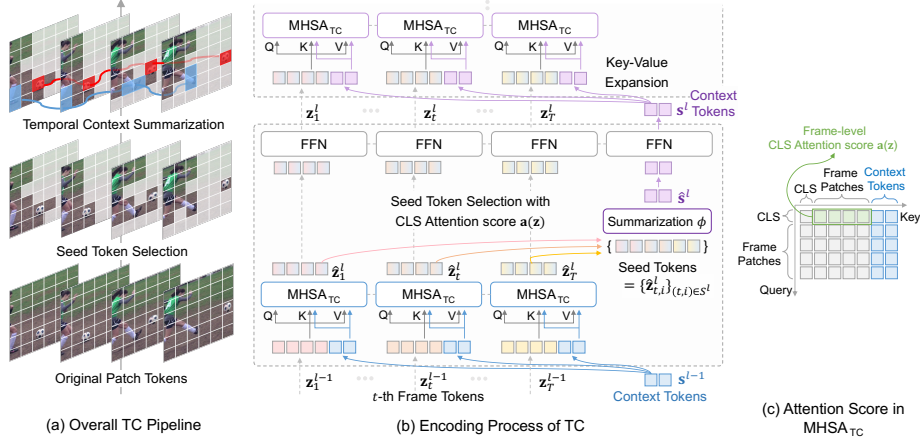 Temporal Context Summarization
Seed Token Selection
Original Patch Tokens
(a) Overall TC Pipeline
MHSA_TC MHSA_TC MHSA_TC
Q K V Q K V Q K V
Key-Value
Expansion
z_1^l z_t^l z_T^l
s^l Context
Tokens
FFN FFN FFN FFN
Seed Token Selection with
CLS Attention score a(z)
ŝ^l
Summarization ϕ
{ }
Seed Tokens
= {ẑ_{t,i}^l}_{(t,i)∈S^l}
ẑ_1^l ẑ_t^l ẑ_T^l
MHSA_TC MHSA_TC MHSA_TC
Q K V Q K V Q K V
z_1^{l-1} z_t^{l-1} z_T^{l-1}
s^{l-1}
t-th Frame Tokens
Context Tokens
(b) Encoding Process of TC
Frame-level
CLS Attention score a(z)
CLS
Frame
Patches
Context
Tokens
Key
CLS
Frame
Patches
Query
(c) Attention Score in
MHSA_TC